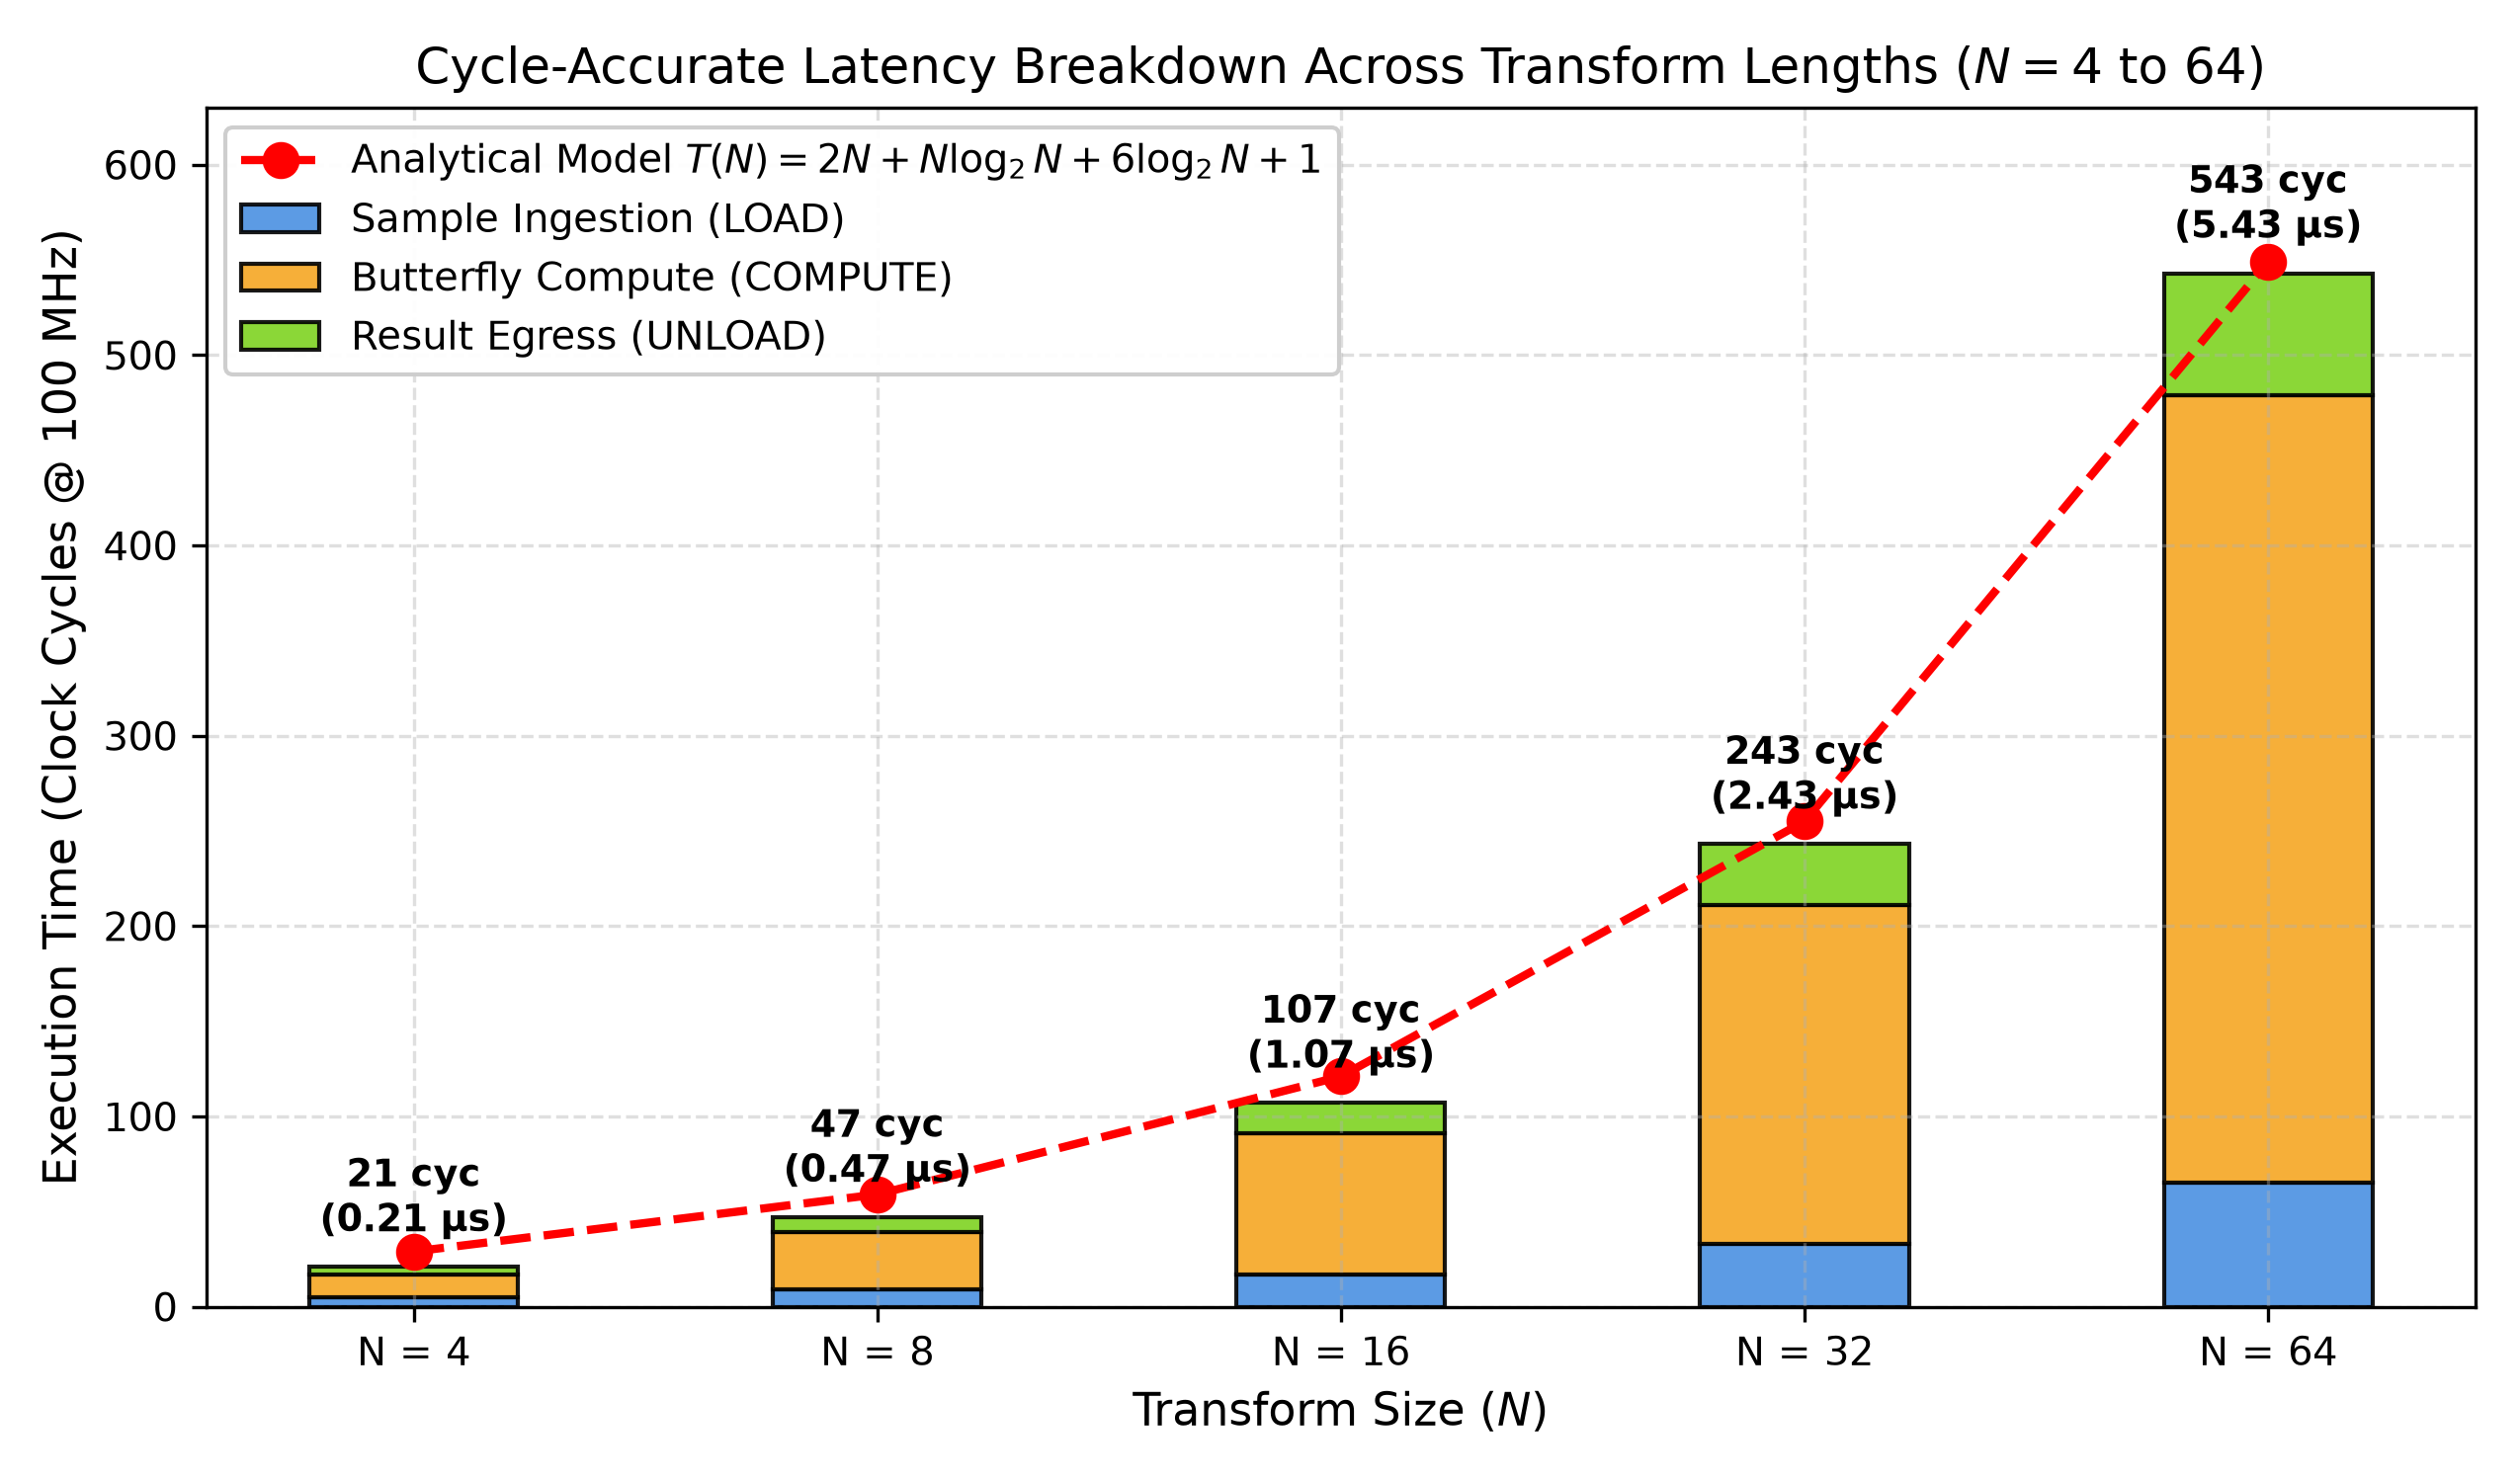 Cycle-Accurate Latency Breakdown Across Transform Lengths (N = 4 to 64)
Execution Time (Clock Cycles @ 100 MHz)
600
500
400
300
200
100
0
Analytical Model T(N) = 2N + Nlog₂ N + 6log₂ N + 1
Sample Ingestion (LOAD)
Butterfly Compute (COMPUTE)
Result Egress (UNLOAD)
21 cyc
(0.21 µs)
47 cyc
(0.47 µs)
107 cyc
(1.07 µs)
243 cyc
(2.43 µs)
543 cyc
(5.43 µs)
N = 4
N = 8
N = 16
N = 32
N = 64
Transform Size (N)